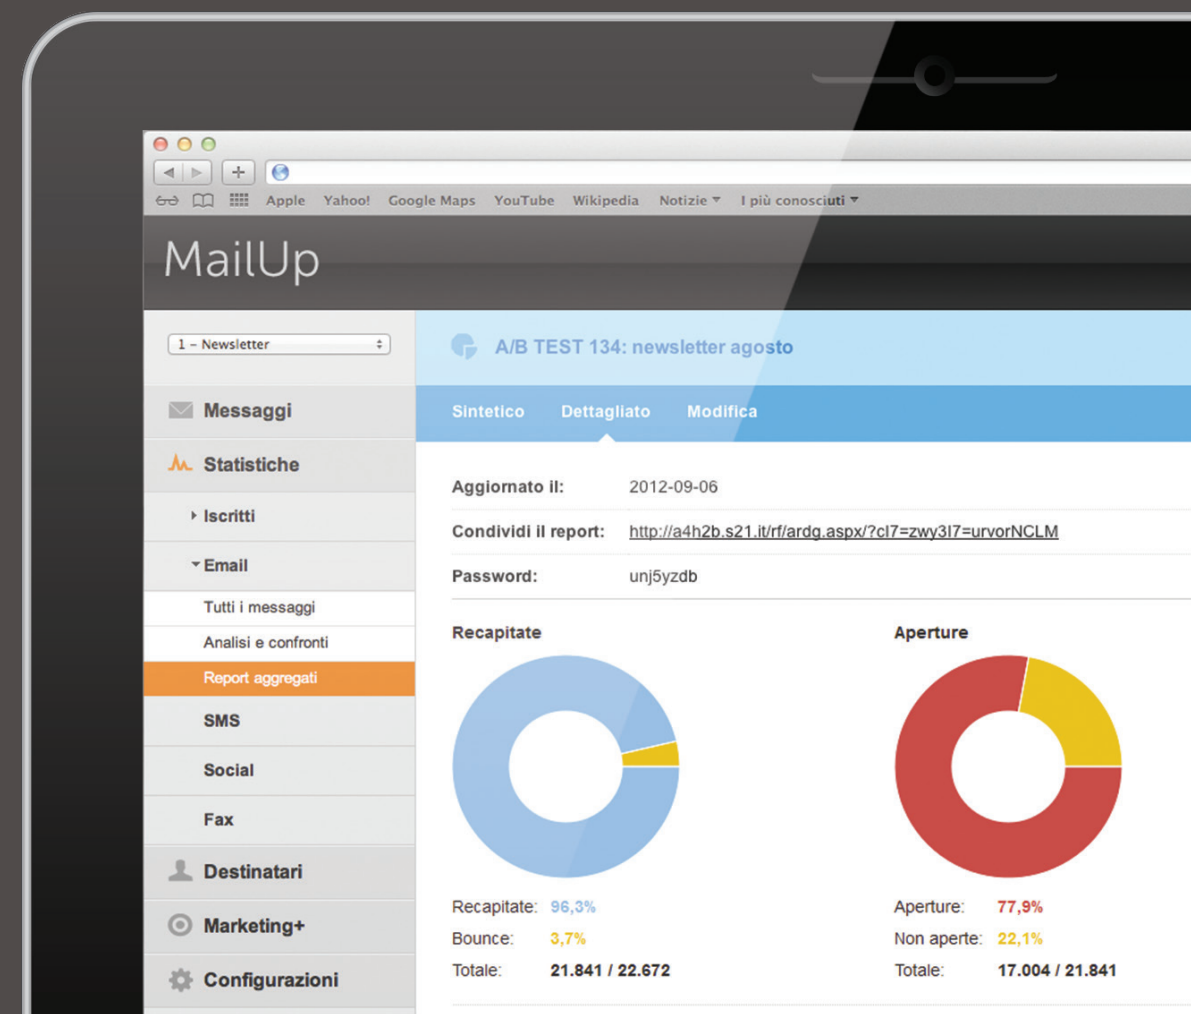 Apple Yahoo! Google Maps YouTube Wikipedia Notizie I più conosciuti
MailUp
1 – Newsletter
Messaggi
Statistiche
Iscritti
Email
Tutti i messaggi
Analisi e confronti
Report aggregati
SMS
Social
Fax
Destinatari
Marketing+
Configurazioni
A/B TEST 134: newsletter agosto
Sintetico Dettagliato Modifica
Aggiornato il: 2012-09-06
Condividi il report: http://a4h2b.s21.it/rf/ardg.aspx/?cI7=zwy3I7=urvorNCLM
Password: unj5yzdb
Recapitate
Recapitate: 96,3%
Bounce: 3,7%
Totale: 21.841 / 22.672
Aperture
Aperture: 77,9%
Non aperte: 22,1%
Totale: 17.004 / 21.841